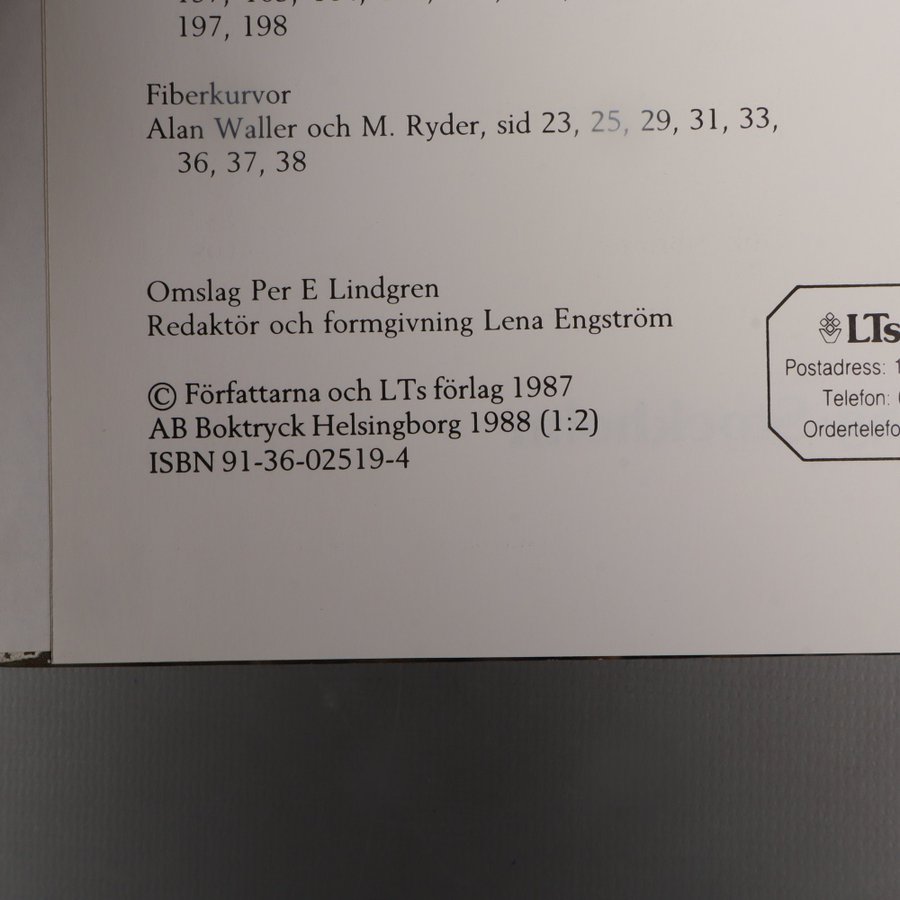 197, 198
Fiberkurvor
Alan Waller och M. Ryder, sid 23, 25, 29, 31, 33,
36, 37, 38
Omslag Per E Lindgren
Redaktör och formgivning Lena Engström
© Författarna och LTs förlag 1987
AB Boktryck Helsingborg 1988 (1:2)
ISBN 91-36-02519-4
LTs
Postadress: 1
Telefon:
Ordertelefo